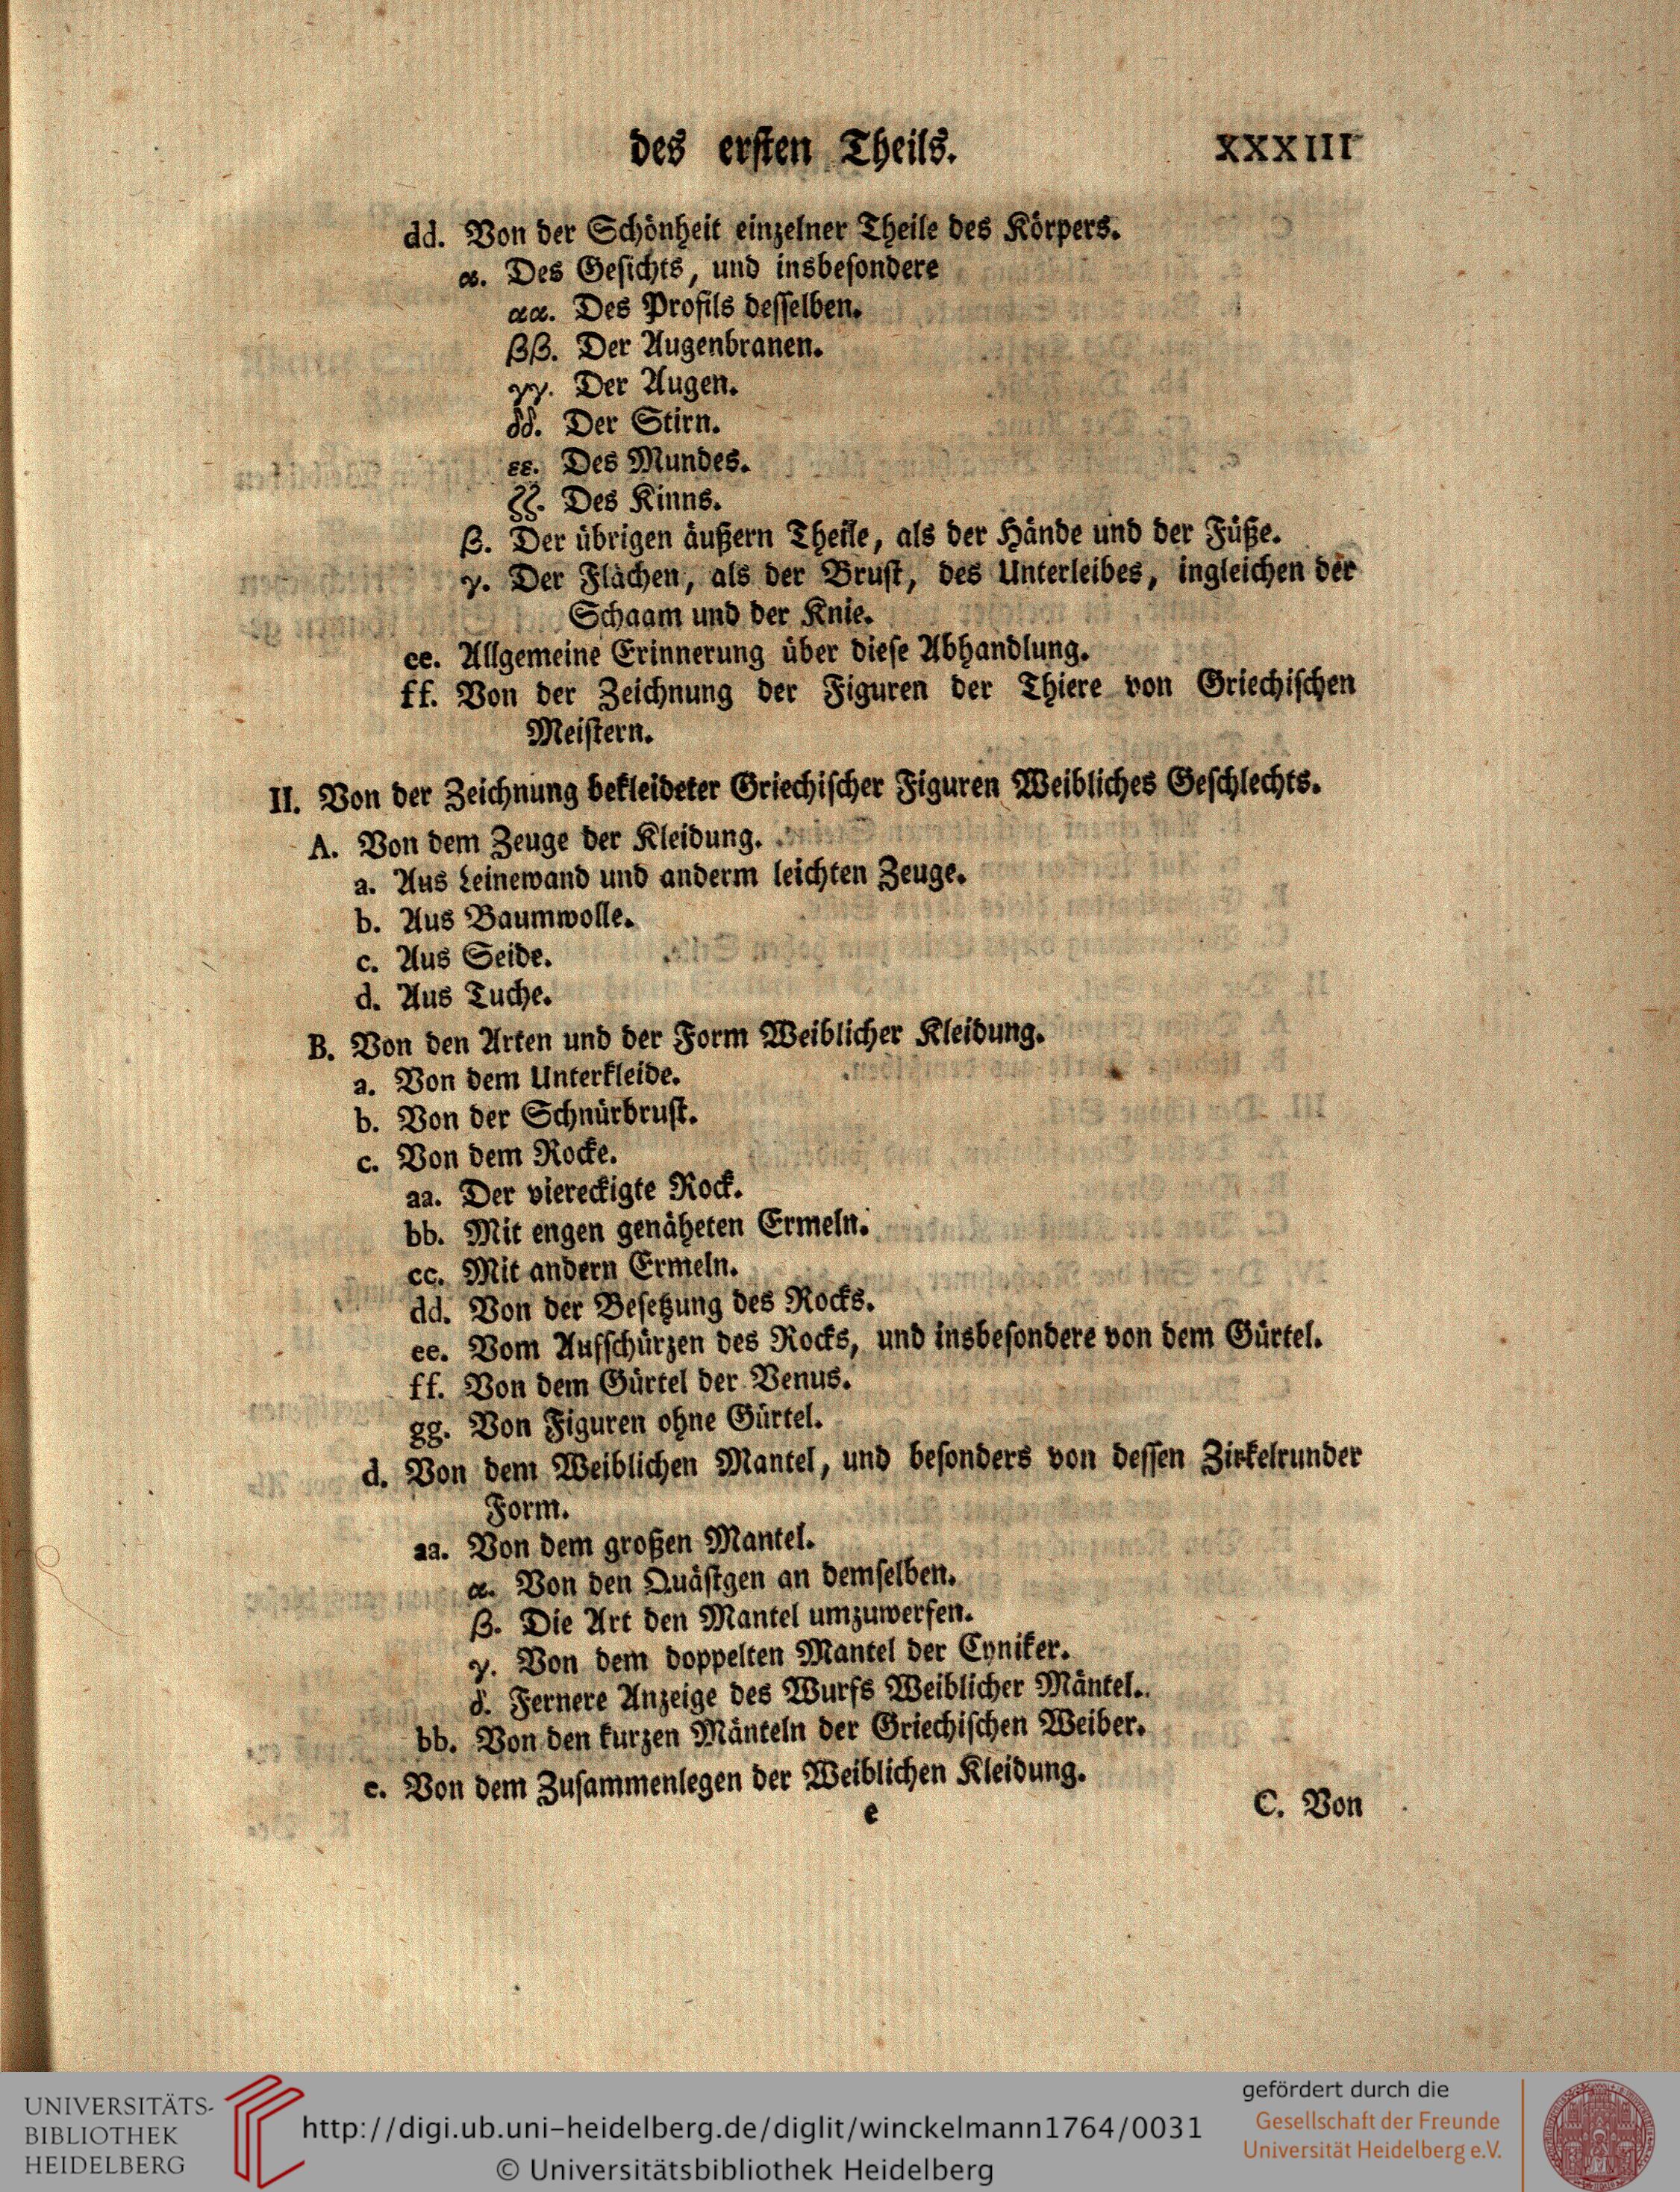 des ersten Theils. XXXIII
dd. Von der Schönheit einzelner Theile des Körpers.
α. Des Gesichts, und insbesondere
αα. Des Profils desselben.
ββ. Der Augenbranen.
γγ. Der Augen.
δδ. Der Stirn.
εε. Des Mundes.
ζζ. Des Kinns.
β. Der übrigen äußern Theile, als der Hände und der Füße.
γ. Der Flächen, als der Brust, des Unterleibes, ingleichen der
Schaam und der Knie.
ee. Allgemeine Erinnerung über diese Abhandlung.
ff. Von der Zeichnung der Figuren der Thiere von Griechischen
Meistern.
II. Von der Zeichnung bekleideter Griechischer Figuren Weibliches Geschlechts.
A. Von dem Zeuge der Kleidung.
a. Aus Leinewand und anderm leichten Zeuge.
b. Aus Baumwolle.
c. Aus Seide.
d. Aus Tuche.
B. Von den Arten und der Form Weiblicher Kleidung.
a. Von dem Unterkleide.
b. Von der Schnürbrust.
c. Von dem Rocke.
aa. Der viereckigte Rock.
bb. Mit engen genäheten Ermeln.
cc. Mit andern Ermeln.
dd. Von der Besetzung des Rocks.
ee. Vom Aufschürzen des Rocks, und insbesondere von dem Gürtel.
ff. Von dem Gürtel der Venus.
gg. Von Figuren ohne Gürtel.
d. Von dem Weiblichen Mantel, und besonders von dessen Zirkelrunder
Form.
aa. Von dem großen Mantel.
α. Von den Quästgen an demselben.
β. Die Art den Mantel umzuwerfen.
γ. Von dem doppelten Mantel der Cyniker.
δ. Fernere Anzeige des Wurfs Weiblicher Mäntel.
bb. Von den kurzen Mänteln der Griechischen Weiber.
e. Von dem Zusammenlegen der Weiblichen Kleidung.
e C. Von
UNIVERSITÄTS-
BIBLIOTHEK
HEIDELBERG
http://digi.ub.uni-heidelberg.de/diglit/winckelmann1764/0031
© Universitätsbibliothek Heidelberg
gefördert durch die
Gesellschaft der Freunde
Universität Heidelberg e.V.